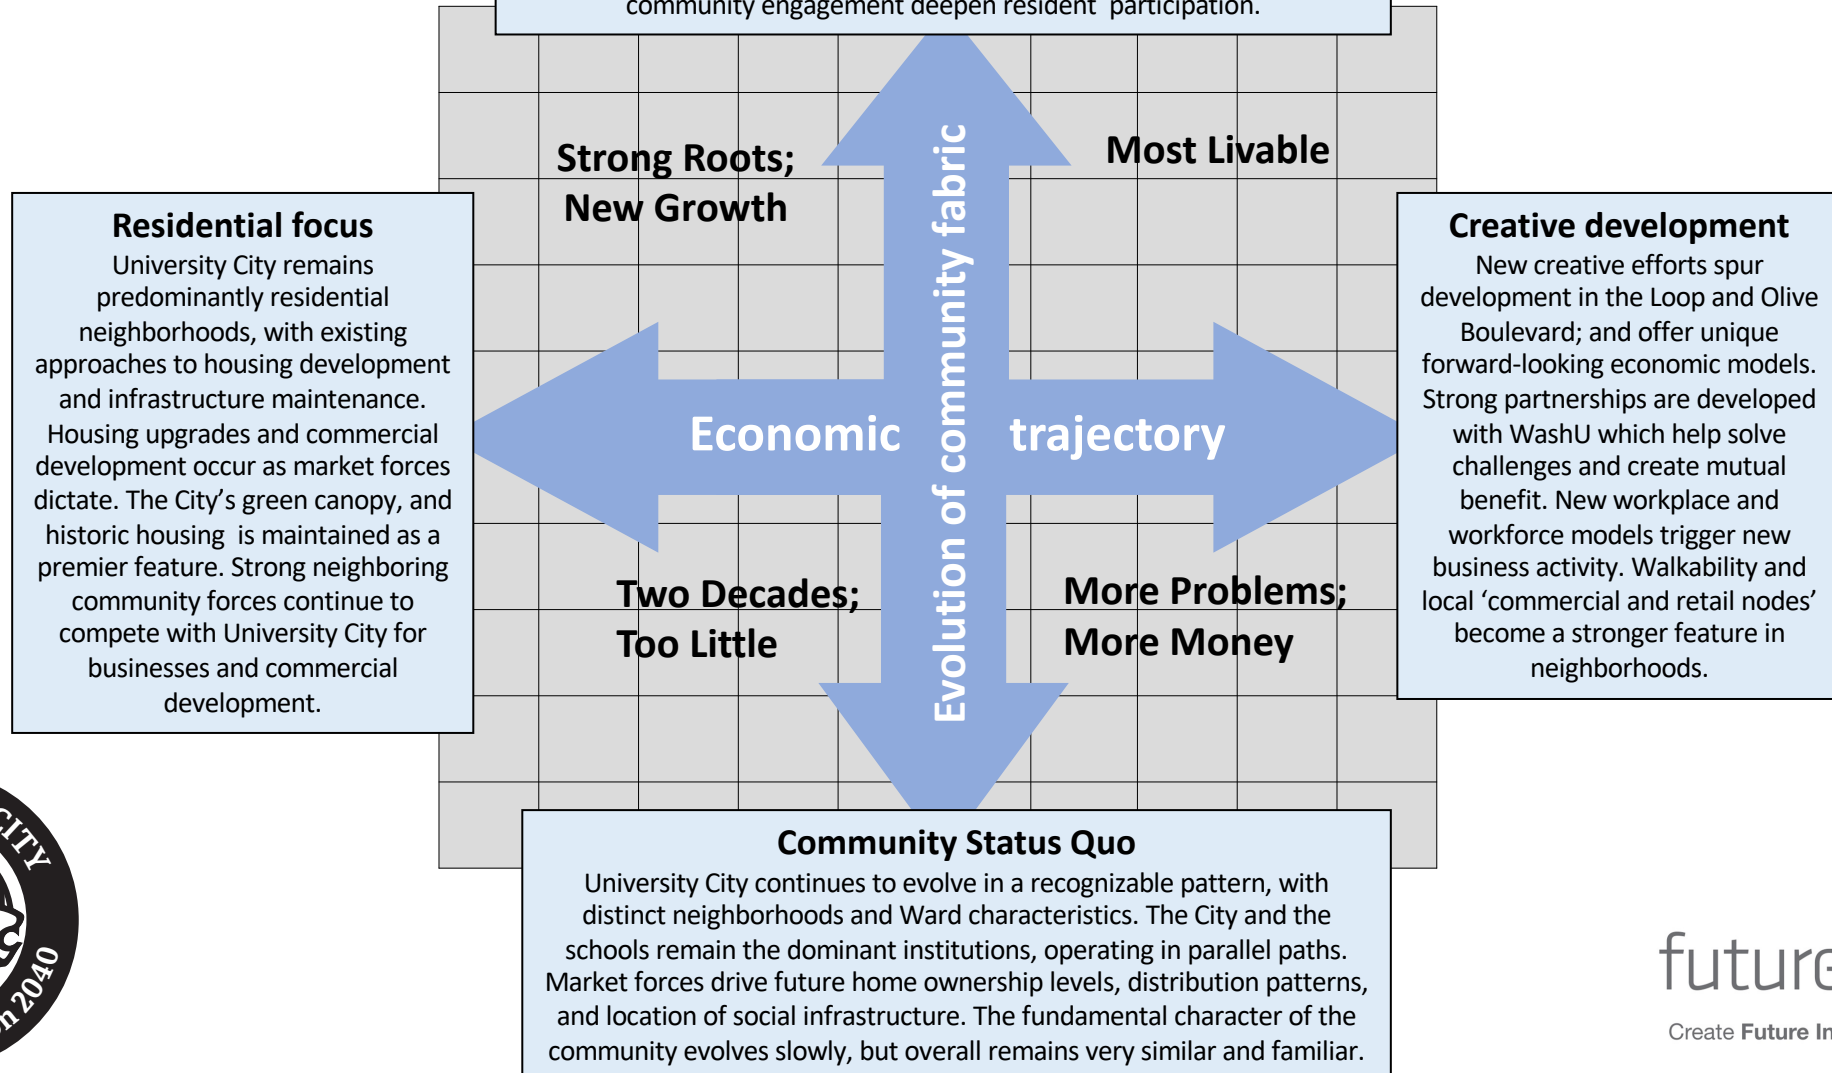 community engagement deepen resident participation.
Strong Roots;
New Growth
Most Livable
Evolution of community fabric
Economic trajectory
Residential focus
University City remains
predominantly residential
neighborhoods, with existing
approaches to housing development
and infrastructure maintenance.
Housing upgrades and commercial
development occur as market forces
dictate. The City’s green canopy, and
historic housing is maintained as a
premier feature. Strong neighboring
community forces continue to
compete with University City for
businesses and commercial
development.
Creative development
New creative efforts spur
development in the Loop and Olive
Boulevard; and offer unique
forward-looking economic models.
Strong partnerships are developed
with WashU which help solve
challenges and create mutual
benefit. New workplace and
workforce models trigger new
business activity. Walkability and
local ‘commercial and retail nodes’
become a stronger feature in
neighborhoods.
Two Decades;
Too Little
More Problems;
More Money
Community Status Quo
University City continues to evolve in a recognizable pattern, with
distinct neighborhoods and Ward characteristics. The City and the
schools remain the dominant institutions, operating in parallel paths.
Market forces drive future home ownership levels, distribution patterns,
and location of social infrastructure. The fundamental character of the
community evolves slowly, but overall remains very similar and familiar.
CITY
2040
future
Create Future In